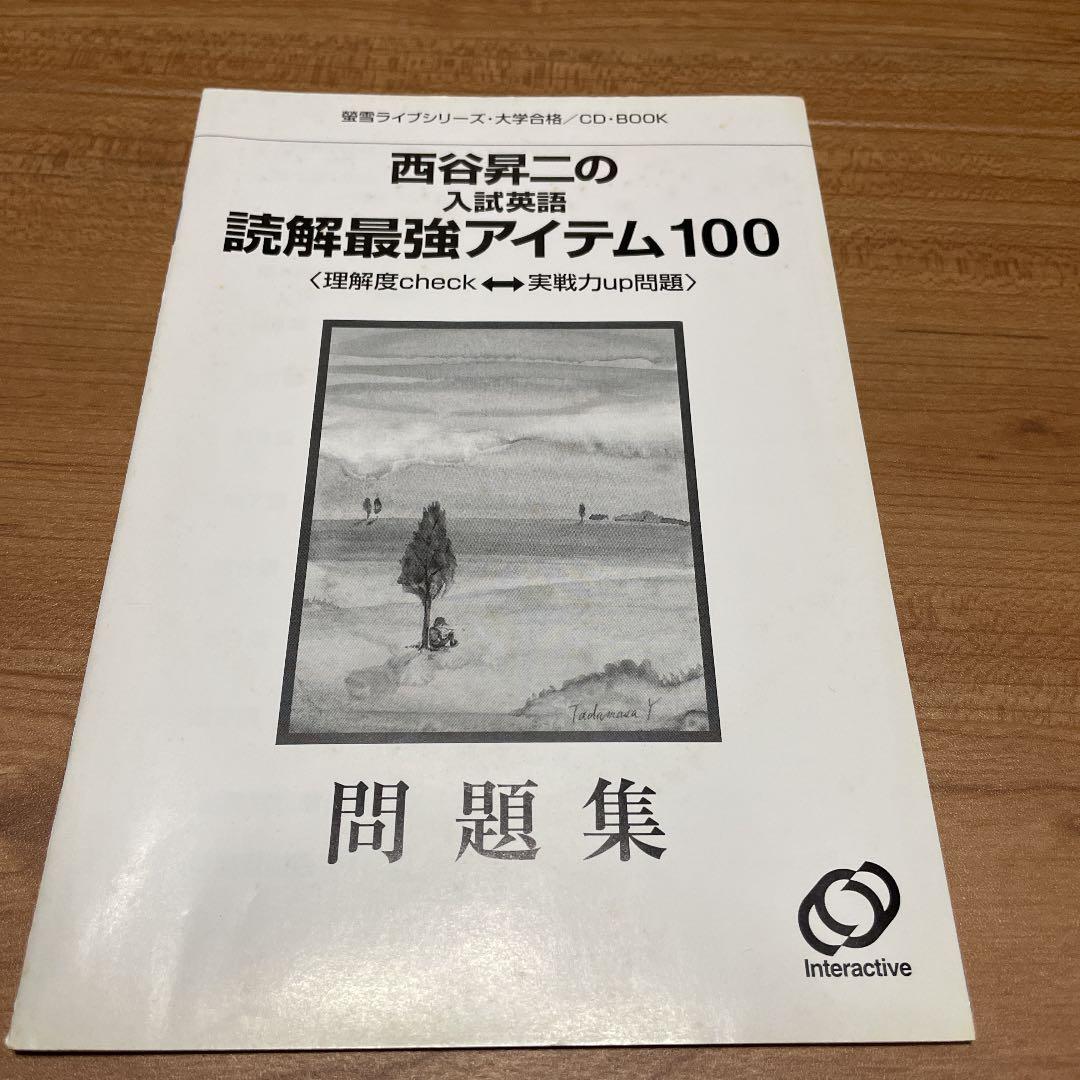 螢雪ライブシリーズ・大学合格／CD・BOOK
西谷昇二の
入試英語
読解最強アイテム100
〈理解度check⟷実戦力up問題〉
Tadamasa Y
問題集
Interactive